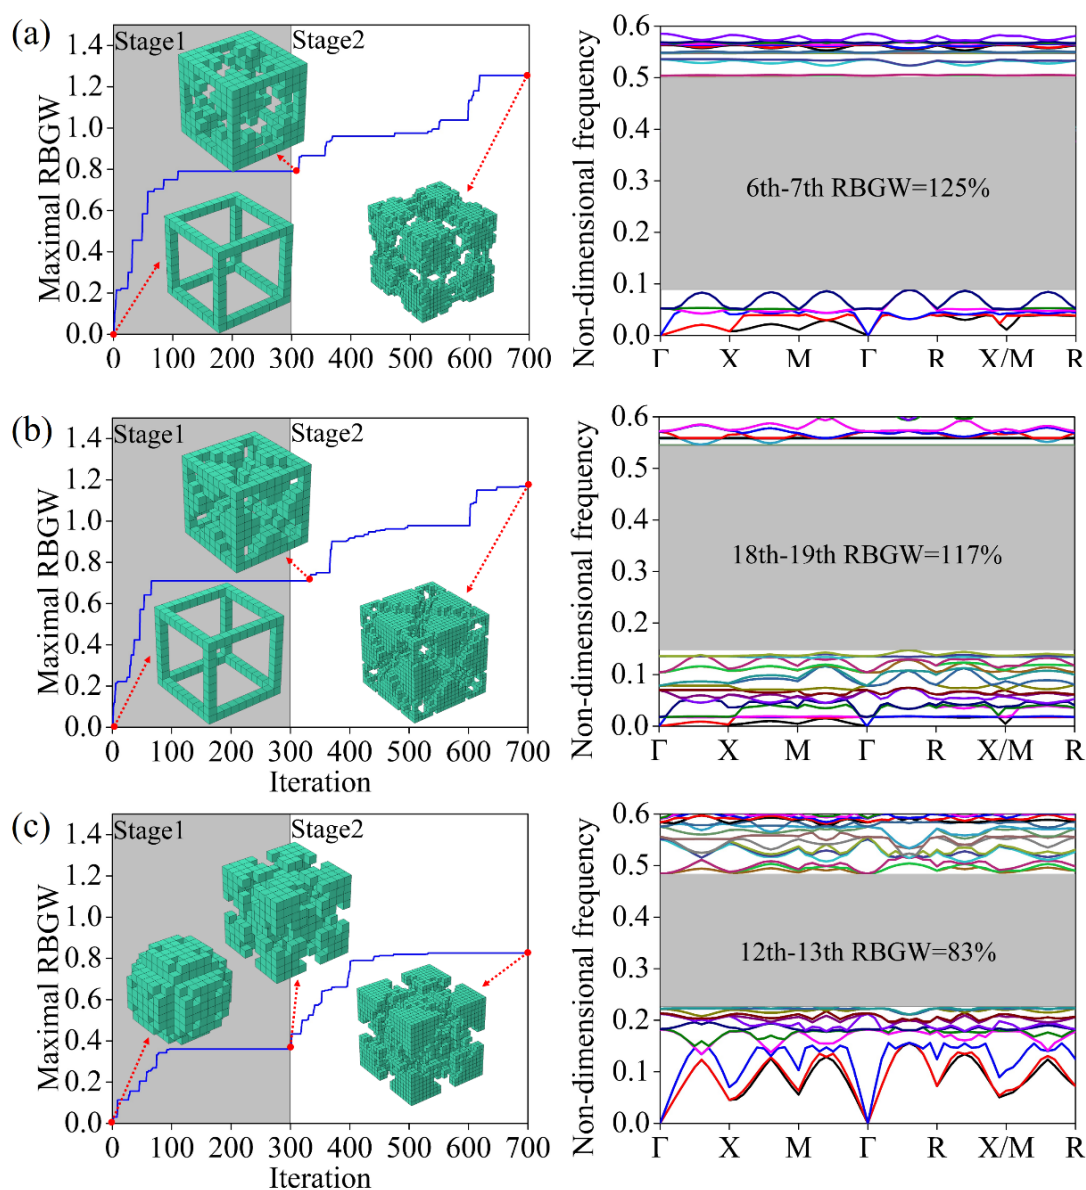 (a)
Maximal RBGW
1.4
1.2
1.0
0.8
0.6
0.4
0.2
0.0
Stage1
Stage2
0 100 200 300 400 500 600 700
Non-dimensional frequency
0.6
0.5
0.4
0.3
0.2
0.1
0.0
6th-7th RBGW=125%
Γ X M Γ R X/M R
(b)
Maximal RBGW
1.4
1.2
1.0
0.8
0.6
0.4
0.2
0.0
Stage1
Stage2
0 100 200 300 400 500 600 700
Iteration
Non-dimensional frequency
0.6
0.5
0.4
0.3
0.2
0.1
0.0
18th-19th RBGW=117%
Γ X M Γ R X/M R
(c)
Maximal RBGW
1.4
1.2
1.0
0.8
0.6
0.4
0.2
0.0
Stage1
Stage2
0 100 200 300 400 500 600 700
Iteration
Non-dimensional frequency
0.6
0.5
0.4
0.3
0.2
0.1
0.0
12th-13th RBGW=83%
Γ X M Γ R X/M R